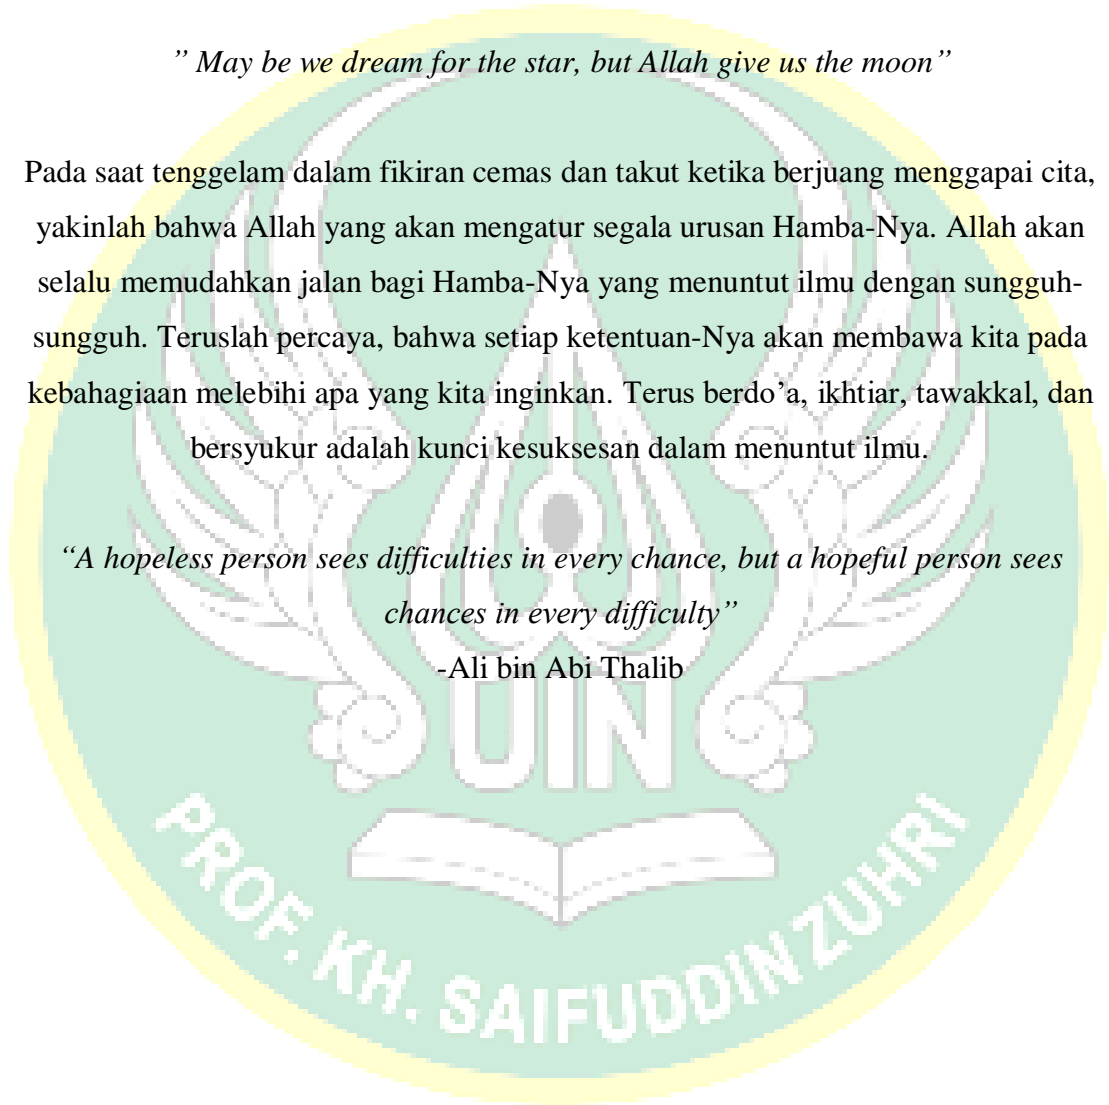 ” May be we dream for the star, but Allah give us the moon”
Pada saat tenggelam dalam fikiran cemas dan takut ketika berjuang menggapai cita,
yakinlah bahwa Allah yang akan mengatur segala urusan Hamba-Nya. Allah akan
selalu memudahkan jalan bagi Hamba-Nya yang menuntut ilmu dengan sungguh-
sungguh. Teruslah percaya, bahwa setiap ketentuan-Nya akan membawa kita pada
kebahagiaan melebihi apa yang kita inginkan. Terus berdo’a, ikhtiar, tawakkal, dan
bersyukur adalah kunci kesuksesan dalam menuntut ilmu.
“A hopeless person sees difficulties in every chance, but a hopeful person sees
chances in every difficulty”
-Ali bin Abi Thalib
UIN
PROF. KH. SAIFUDDIN ZUHRI